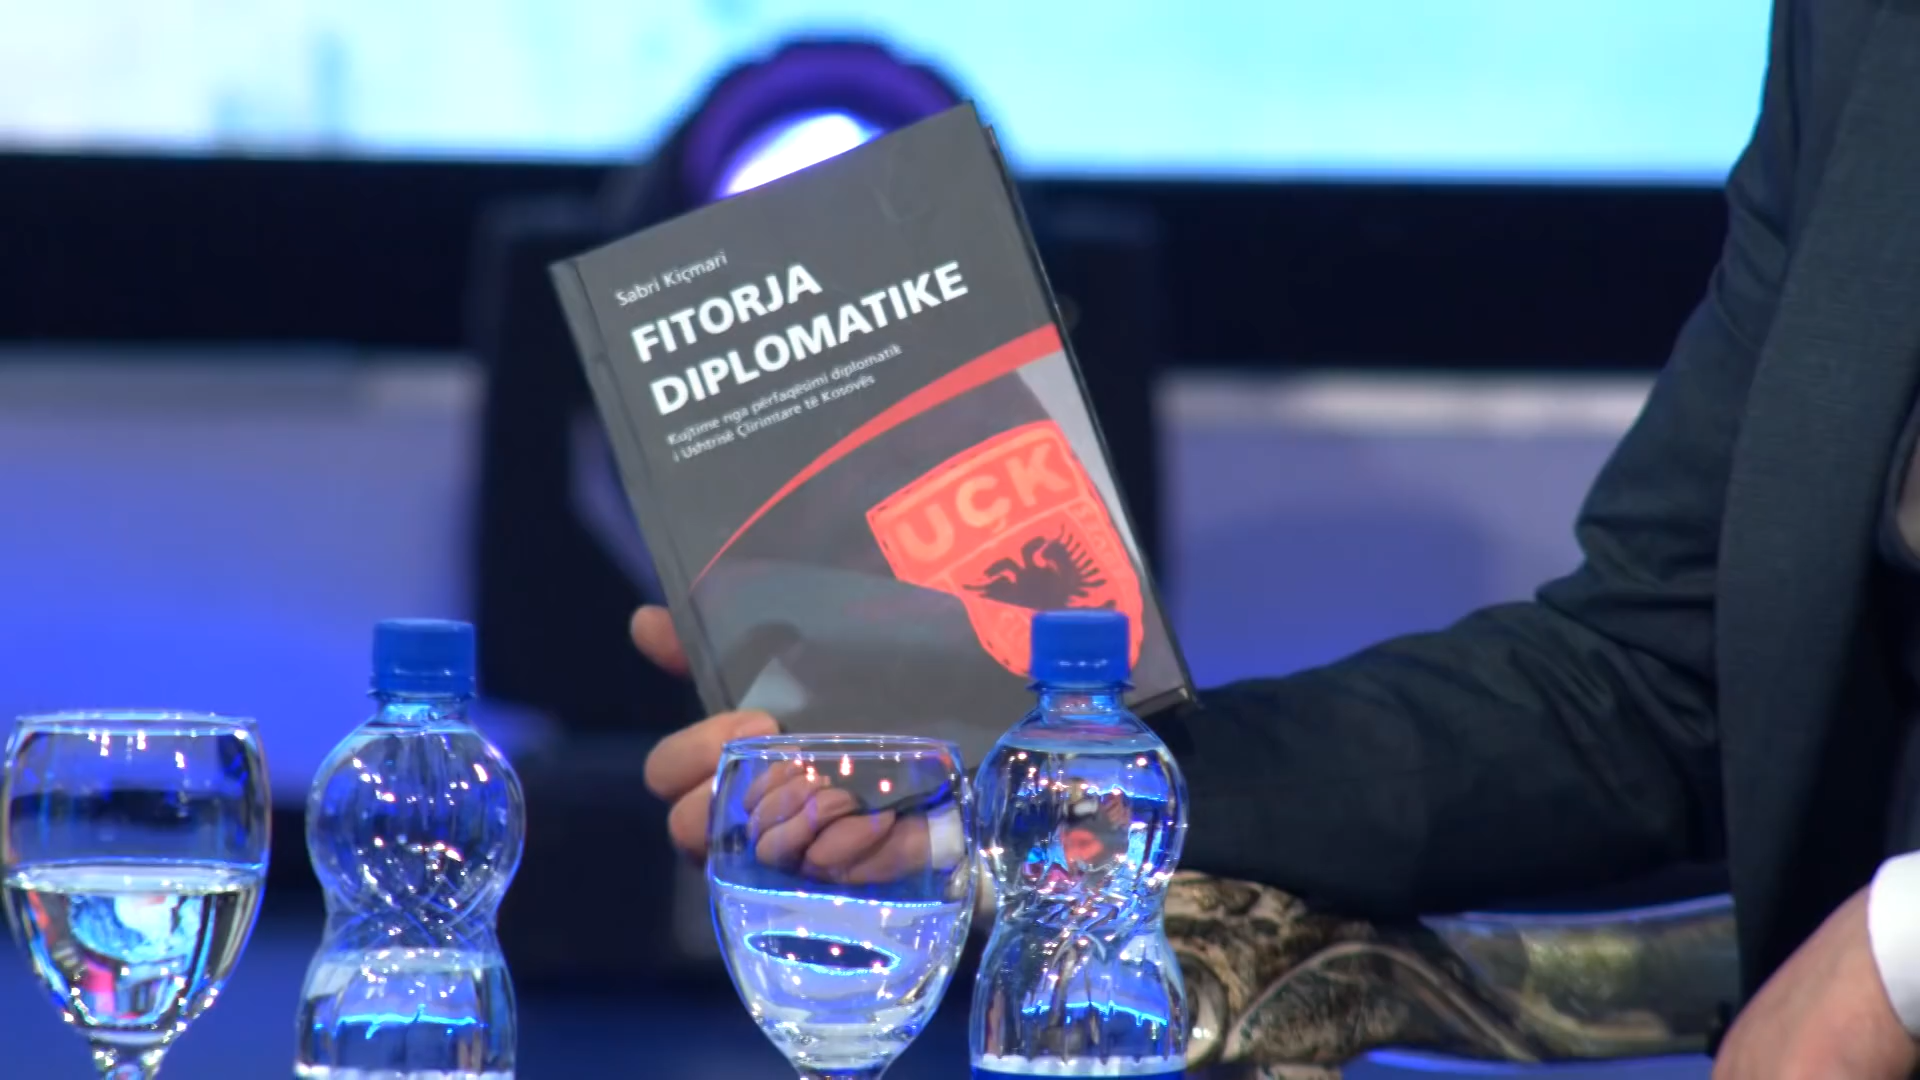 Sabri Kiçmari
FITORJA
DIPLOMATIKE
Kujtime nga përfaqësimi diplomatik
i Ushtrisë Çlirimtare të Kosovës
UÇK